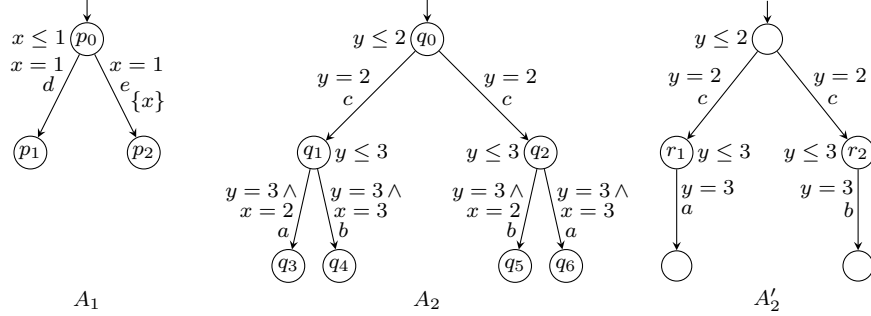 x ≤ 1 p₀
x = 1 x = 1
d e
{x}
p₁ p₂
A₁
y ≤ 2 q₀
y = 2 y = 2
c c
q₁ y ≤ 3 y ≤ 3 q₂
y = 3 ∧ y = 3 ∧ y = 3 ∧ y = 3 ∧
x = 2 x = 3 x = 2 x = 3
a b b a
q₃ q₄ q₅ q₆
A₂
y ≤ 2
y = 2 y = 2
c c
r₁ y ≤ 3 y ≤ 3 r₂
y = 3 y = 3
a b
A′₂